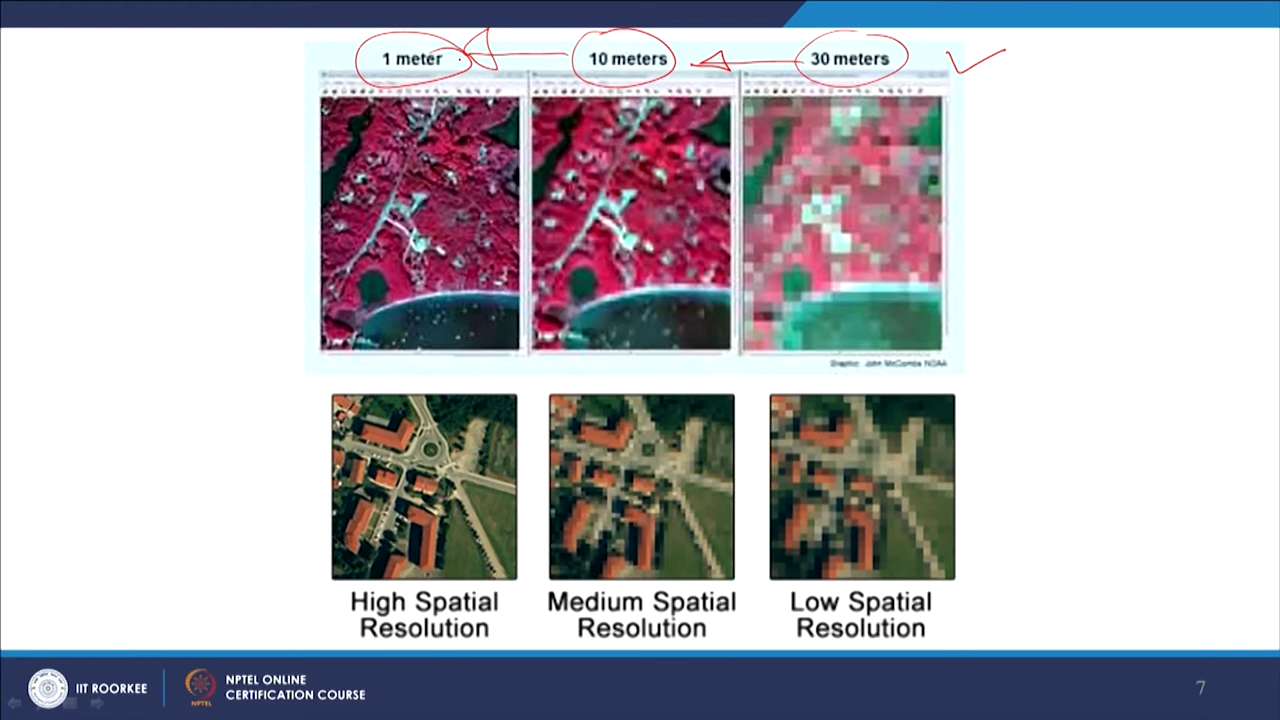 1 meter
10 meters
30 meters
Graphic: John McCombs NOAA
High Spatial
Resolution
Medium Spatial
Resolution
Low Spatial
Resolution
IIT ROORKEE
NPTEL
NPTEL ONLINE
CERTIFICATION COURSE
7